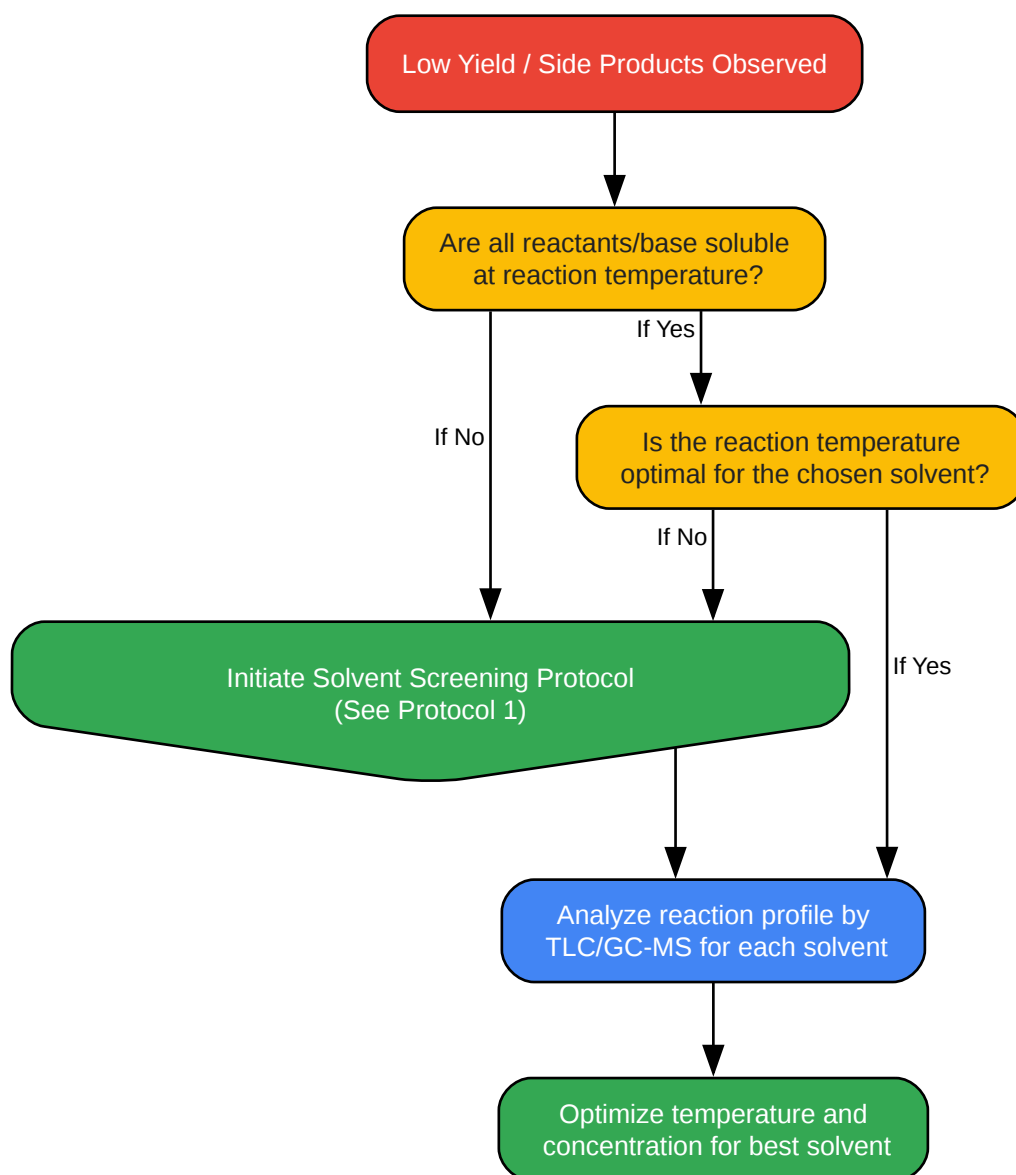 Low Yield / Side Products Observed
Are all reactants/base soluble
at reaction temperature?
If Yes
If No
Is the reaction temperature
optimal for the chosen solvent?
If No
If Yes
Initiate Solvent Screening Protocol
(See Protocol 1)
Analyze reaction profile by
TLC/GC-MS for each solvent
Optimize temperature and
concentration for best solvent